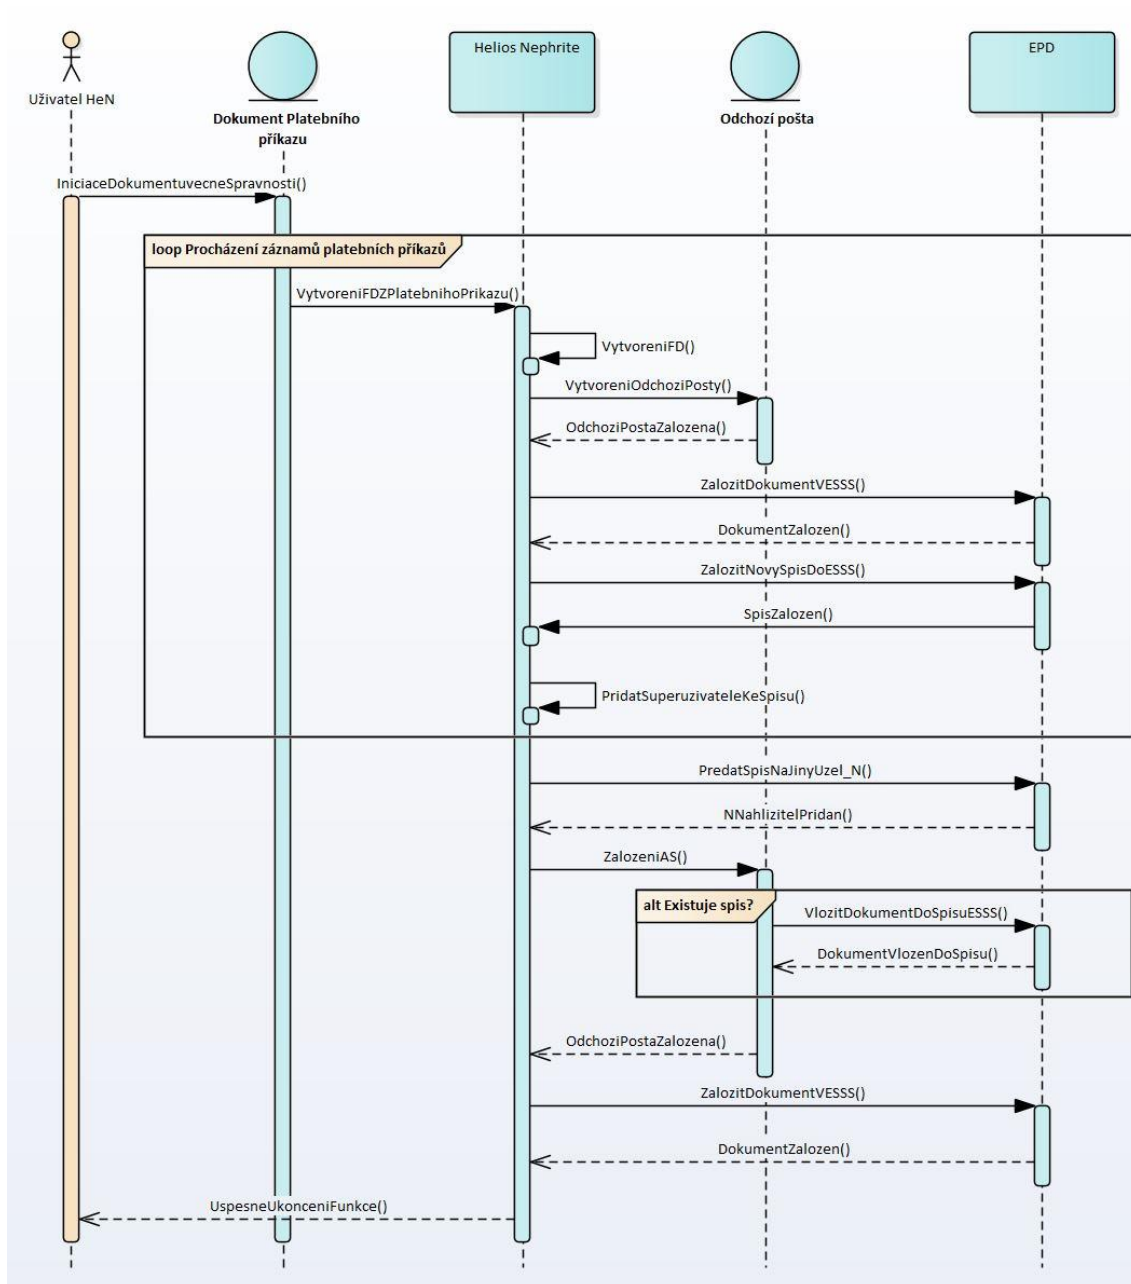 Uživatel HeN
Dokument Platebního
příkazu
Helios Nephrite
Odchozí pošta
EPD
IniciaceDokumentuvecneSpravnosti()
loop Procházení záznamů platebních příkazů
VytvoreniFDZPlatebnihoPrikazu()
VytvoreniFD()
VytvoreniOdchoziPosty()
OdchoziPostaZalozena()
ZalozitDokumentVESSS()
DokumentZalozen()
ZalozitNovySpisDoESSS()
SpisZalozen()
PridatSuperuzivateleKeSpisu()
PredatSpisNaJinyUzel_N()
NNahlizitelPridan()
ZalozeniAS()
alt Existuje spis?
VlozitDokumentDoSpisuESSS()
DokumentVlozenDoSpisu()
OdchoziPostaZalozena()
ZalozitDokumentVESSS()
DokumentZalozen()
UspesneUkonceniFunkce()